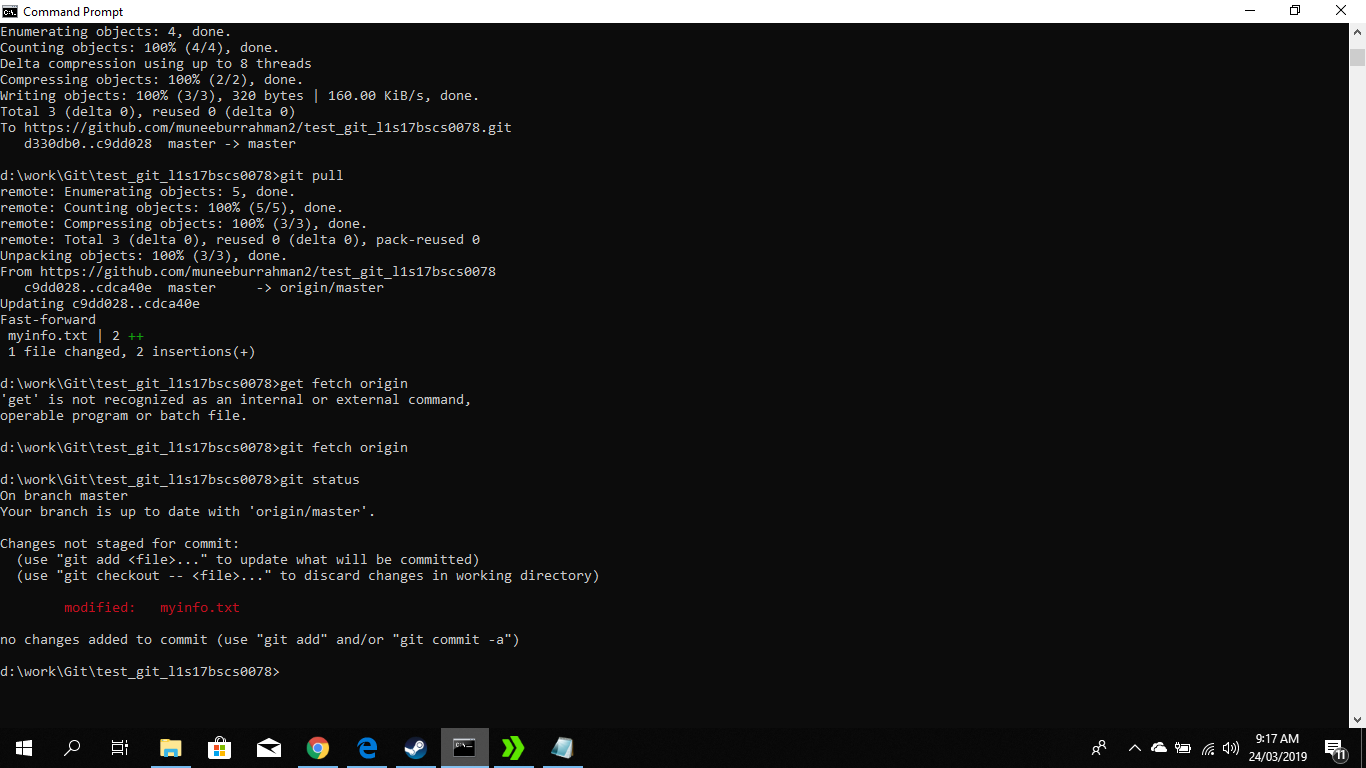 Command Prompt
Enumerating objects: 4, done.
Counting objects: 100% (4/4), done.
Delta compression using up to 8 threads
Compressing objects: 100% (2/2), done.
Writing objects: 100% (3/3), 320 bytes | 160.00 KiB/s, done.
Total 3 (delta 0), reused 0 (delta 0)
To https://github.com/muneeburrahman2/test_git_l1s17bscs0078.git
   d330db0..c9dd028  master -> master
d:\work\Git\test_git_l1s17bscs0078>git pull
remote: Enumerating objects: 5, done.
remote: Counting objects: 100% (5/5), done.
remote: Compressing objects: 100% (3/3), done.
remote: Total 3 (delta 0), reused 0 (delta 0), pack-reused 0
Unpacking objects: 100% (3/3), done.
From https://github.com/muneeburrahman2/test_git_l1s17bscs0078
   c9dd028..cdca40e  master     -> origin/master
Updating c9dd028..cdca40e
Fast-forward
 myinfo.txt | 2 ++
 1 file changed, 2 insertions(+)
d:\work\Git\test_git_l1s17bscs0078>get fetch origin
'get' is not recognized as an internal or external command,
operable program or batch file.
d:\work\Git\test_git_l1s17bscs0078>git fetch origin
d:\work\Git\test_git_l1s17bscs0078>git status
On branch master
Your branch is up to date with 'origin/master'.
Changes not staged for commit:
  (use "git add <file>..." to update what will be committed)
  (use "git checkout -- <file>..." to discard changes in working directory)
        modified:   myinfo.txt
no changes added to commit (use "git add" and/or "git commit -a")
d:\work\Git\test_git_l1s17bscs0078>
9:17 AM
24/03/2019
11